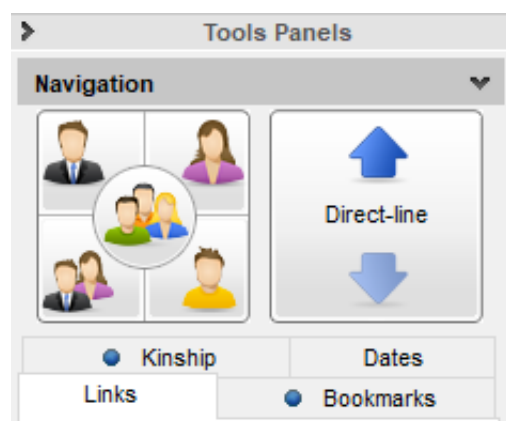 Tools Panels
Navigation
Direct-line
Kinship
Dates
Links
Bookmarks